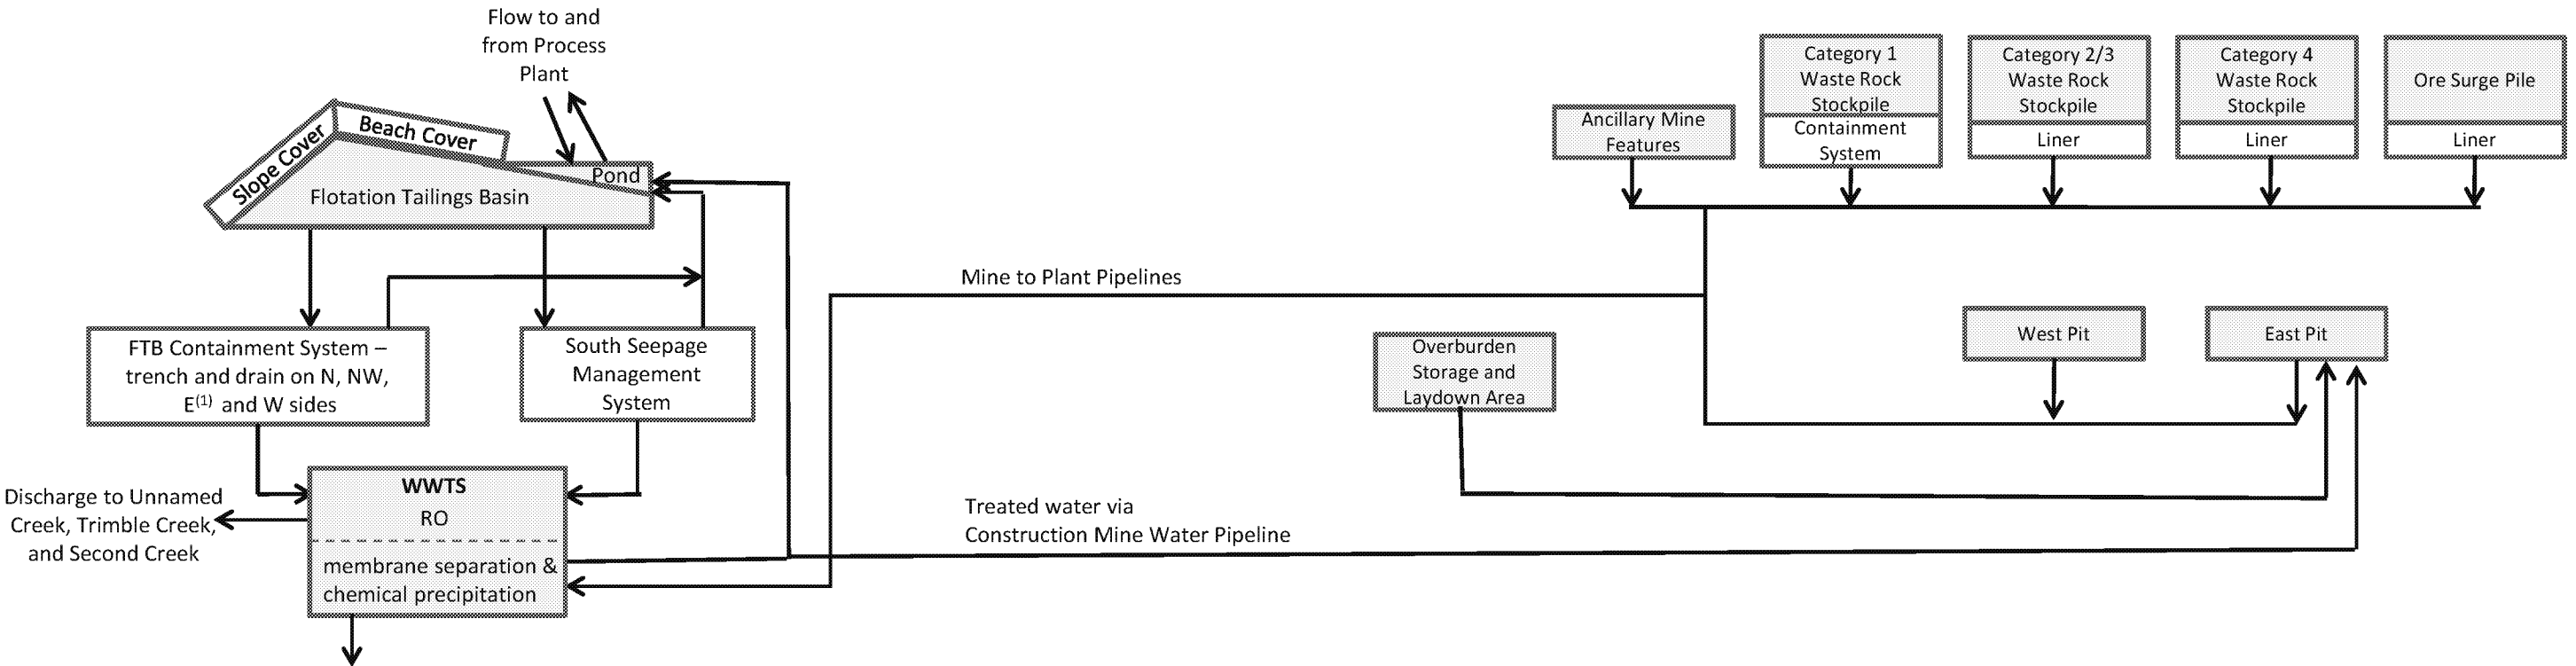 Flow to and
from Process
Plant
Slope Cover
Beach Cover
Pond
Flotation Tailings Basin
Category 1
Waste Rock
Stockpile
Containment
System
Category 2/3
Waste Rock
Stockpile
Liner
Category 4
Waste Rock
Stockpile
Liner
Ore Surge Pile
Liner
Ancillary Mine
Features
Mine to Plant Pipelines
FTB Containment System –
trench and drain on N, NW,
E(1) and W sides
South Seepage
Management
System
Overburden
Storage and
Laydown Area
West Pit
East Pit
Discharge to Unnamed
Creek, Trimble Creek,
and Second Creek
WWTS
RO
membrane separation &
chemical precipitation
Treated water via
Construction Mine Water Pipeline